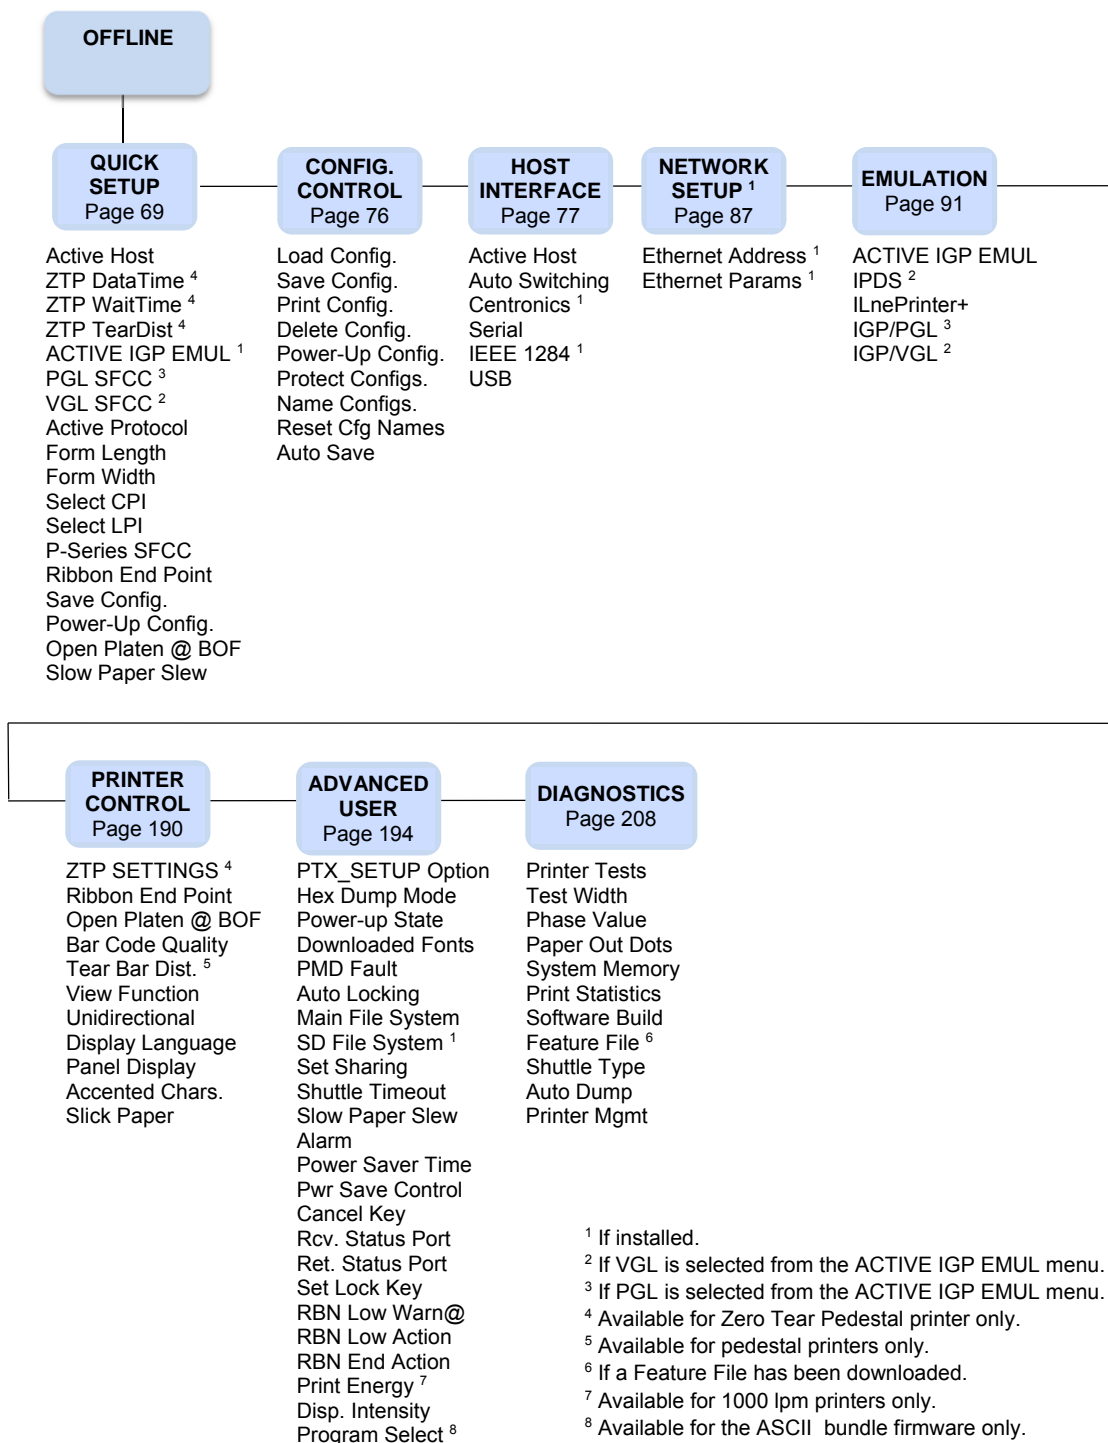 OFFLINE
QUICK
SETUP
Page 69
CONFIG.
CONTROL
Page 76
HOST
INTERFACE
Page 77
NETWORK
SETUP ¹
Page 87
EMULATION
Page 91
Active Host
ZTP DataTime ⁴
ZTP WaitTime ⁴
ZTP TearDist ⁴
ACTIVE IGP EMUL ¹
PGL SFCC ³
VGL SFCC ²
Active Protocol
Form Length
Form Width
Select CPI
Select LPI
P-Series SFCC
Ribbon End Point
Save Config.
Power-Up Config.
Open Platen @ BOF
Slow Paper Slew
Load Config.
Save Config.
Print Config.
Delete Config.
Power-Up Config.
Protect Configs.
Name Configs.
Reset Cfg Names
Auto Save
Active Host
Auto Switching
Centronics ¹
Serial
IEEE 1284 ¹
USB
Ethernet Address ¹
Ethernet Params ¹
ACTIVE IGP EMUL
IPDS ²
ILnePrinter+
IGP/PGL ³
IGP/VGL ²
PRINTER
CONTROL
Page 190
ADVANCED
USER
Page 194
DIAGNOSTICS
Page 208
ZTP SETTINGS ⁴
Ribbon End Point
Open Platen @ BOF
Bar Code Quality
Tear Bar Dist. ⁵
View Function
Unidirectional
Display Language
Panel Display
Accented Chars.
Slick Paper
PTX_SETUP Option
Hex Dump Mode
Power-up State
Downloaded Fonts
PMD Fault
Auto Locking
Main File System
SD File System ¹
Set Sharing
Shuttle Timeout
Slow Paper Slew
Alarm
Power Saver Time
Pwr Save Control
Cancel Key
Rcv. Status Port
Ret. Status Port
Set Lock Key
RBN Low Warn@
RBN Low Action
RBN End Action
Print Energy ⁷
Disp. Intensity
Program Select ⁸
Printer Tests
Test Width
Phase Value
Paper Out Dots
System Memory
Print Statistics
Software Build
Feature File ⁶
Shuttle Type
Auto Dump
Printer Mgmt
¹ If installed.
² If VGL is selected from the ACTIVE IGP EMUL menu.
³ If PGL is selected from the ACTIVE IGP EMUL menu.
⁴ Available for Zero Tear Pedestal printer only.
⁵ Available for pedestal printers only.
⁶ If a Feature File has been downloaded.
⁷ Available for 1000 lpm printers only.
⁸ Available for the ASCII bundle firmware only.